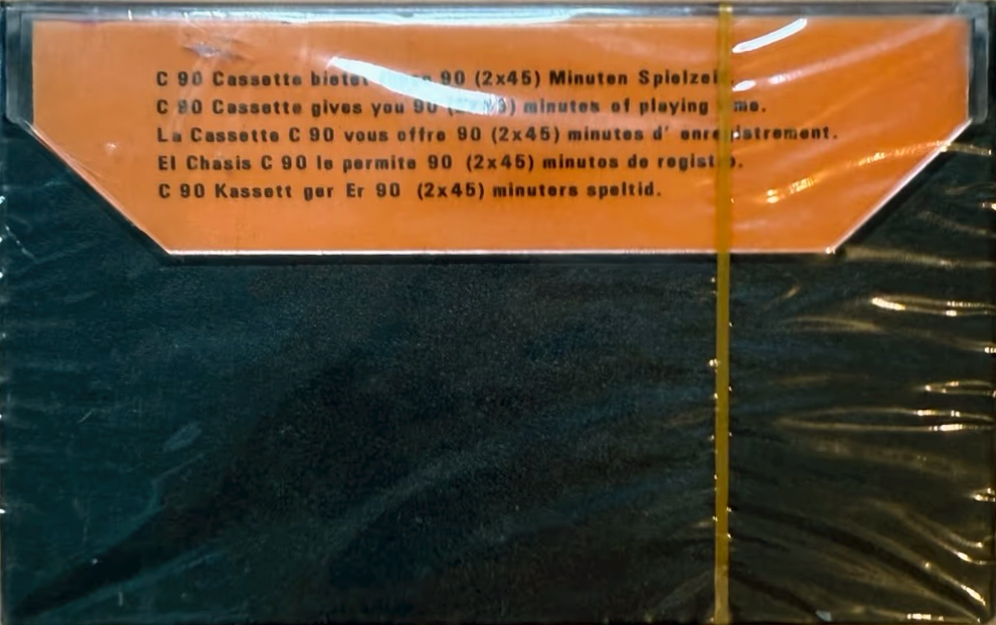 C 90 Cassette bietet 90 (2x45) Minuten Spielzeit.
C 90 Cassette gives you 90 (2x45) minutes of playing time.
La Cassette C 90 vous offre 90 (2x45) minutes d' enregistrement.
El Chasis C 90 le permite 90 (2x45) minutos de registro.
C 90 Kassett ger Er 90 (2x45) minuters speltid.